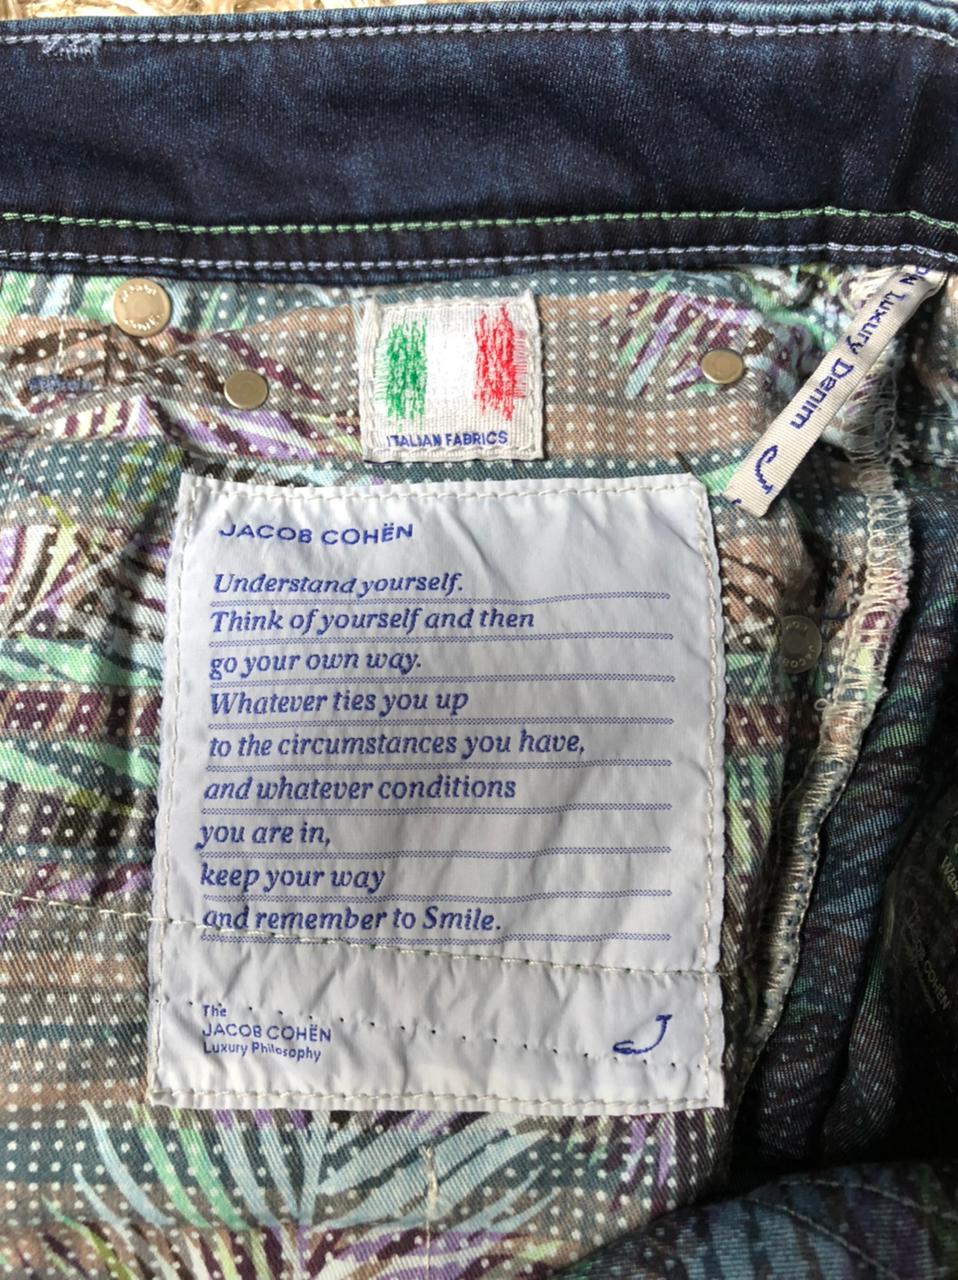 ITALIAN FABRICS
Luxury Denim
JACOB COHËN
Understand yourself.
Think of yourself and then
go your own way.
Whatever ties you up
to the circumstances you have,
and whatever conditions
you are in,
keep your way
and remember to Smile.
The
JACOB COHËN
Luxury Philosophy